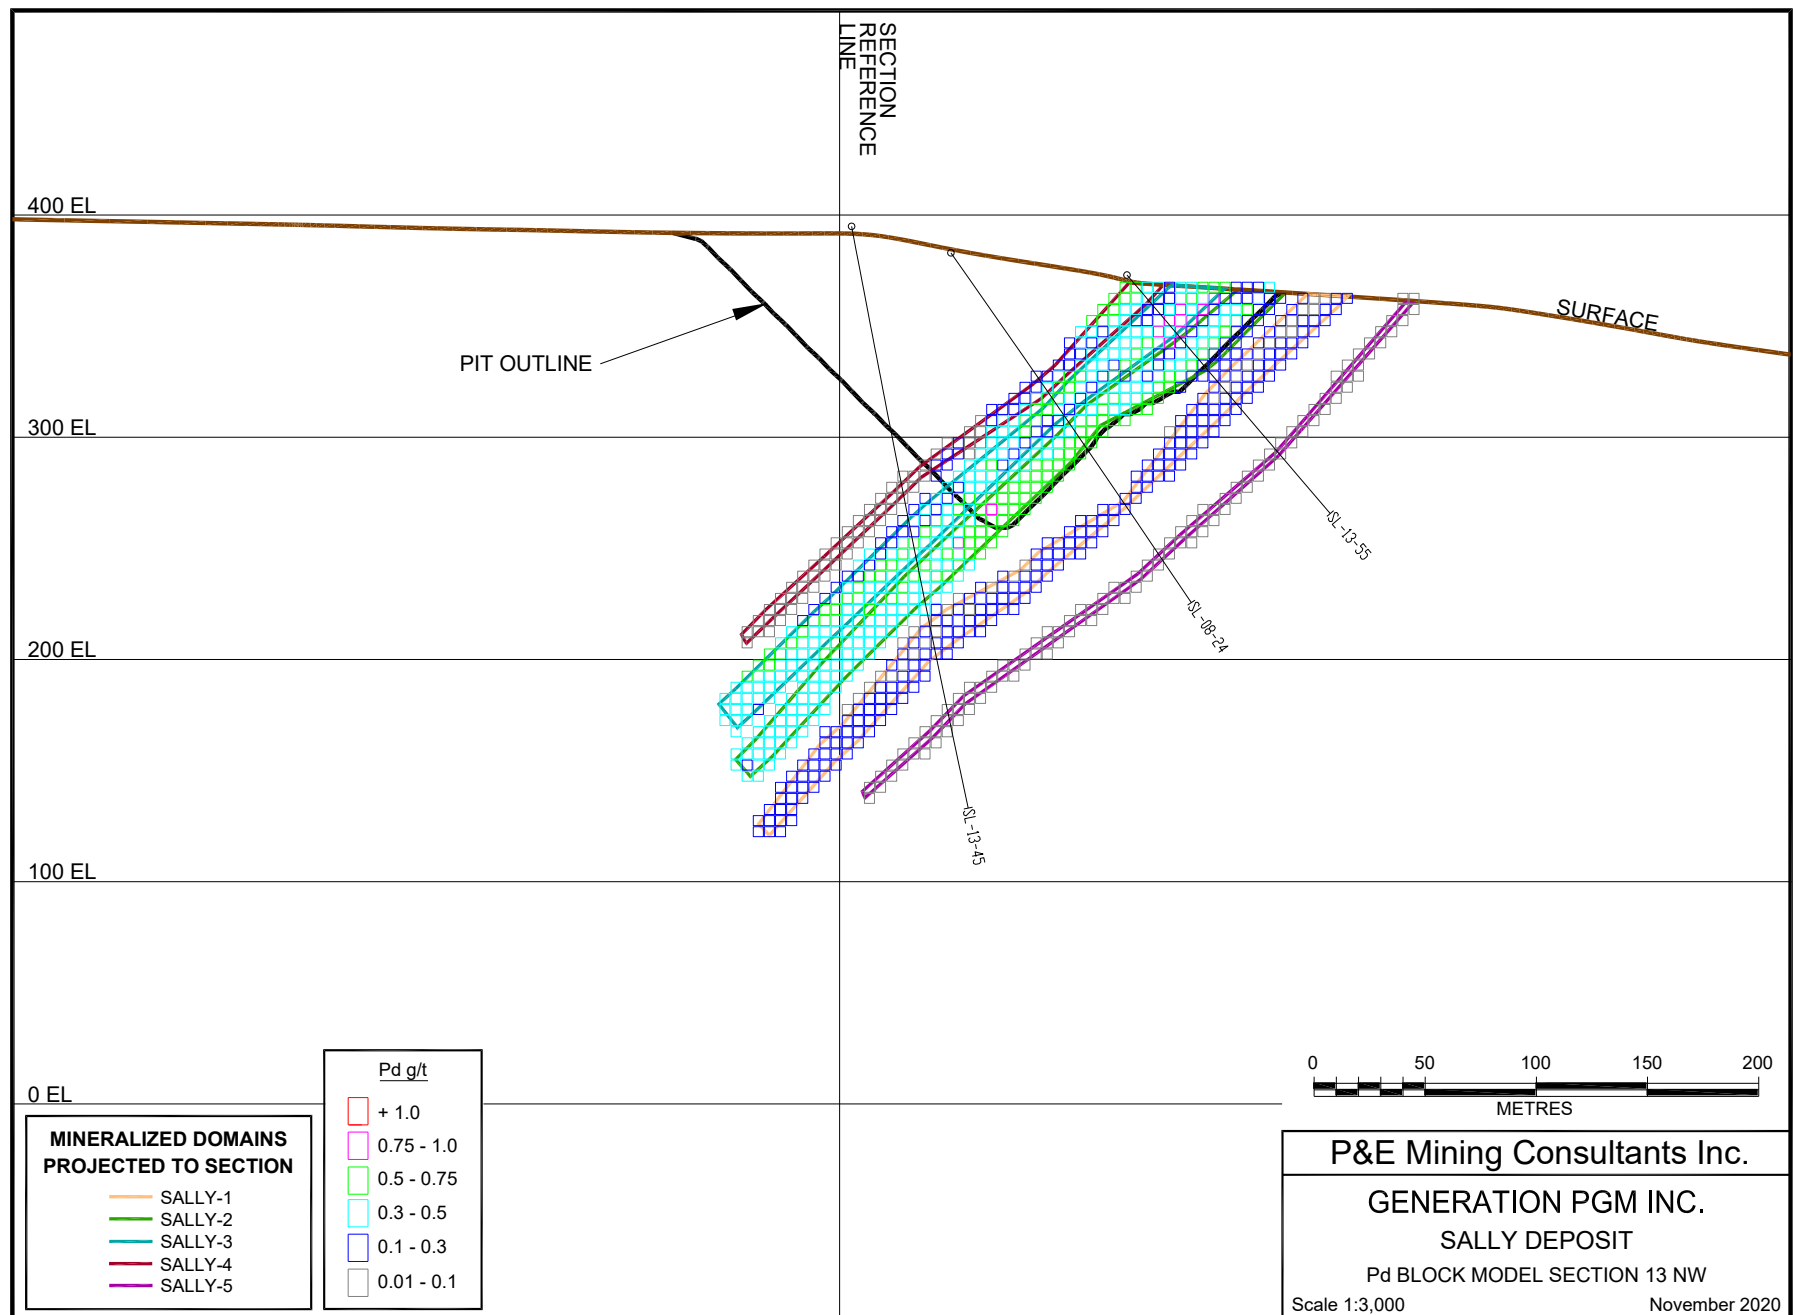 SECTION
REFERENCE
LINE
400 EL
SURFACE
PIT OUTLINE
300 EL
SL-13-55
SL-08-24
200 EL
SL-13-45
100 EL
0 EL
MINERALIZED DOMAINS
PROJECTED TO SECTION
SALLY-1
SALLY-2
SALLY-3
SALLY-4
SALLY-5
Pd g/t
+ 1.0
0.75 - 1.0
0.5 - 0.75
0.3 - 0.5
0.1 - 0.3
0.01 - 0.1
0 50 100 150 200
METRES
P&E Mining Consultants Inc.
GENERATION PGM INC.
SALLY DEPOSIT
Pd BLOCK MODEL SECTION 13 NW
Scale 1:3,000 November 2020